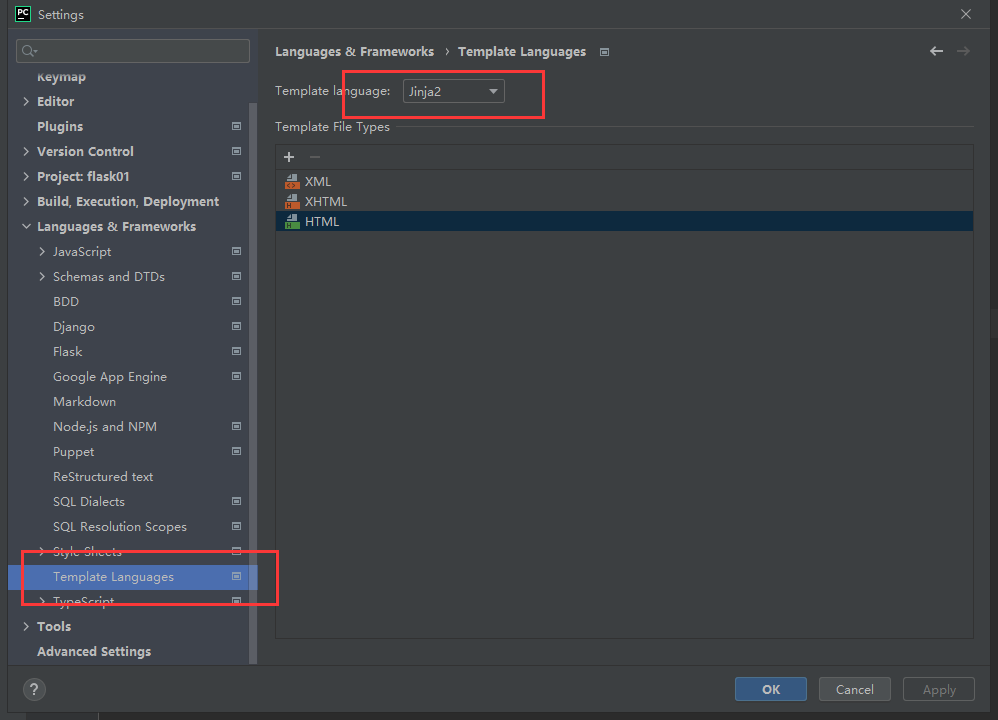 PC
Settings
Keymap
Editor
Plugins
Version Control
Project: flask01
Build, Execution, Deployment
Languages & Frameworks
JavaScript
Schemas and DTDs
BDD
Django
Flask
Google App Engine
Markdown
Node.js and NPM
Puppet
ReStructured text
SQL Dialects
SQL Resolution Scopes
Style Sheets
Template Languages
TypeScript
Tools
Advanced Settings
Languages & Frameworks › Template Languages
Template language: Jinja2
Template File Types
XML
XHTML
HTML
?
OK
Cancel
Apply